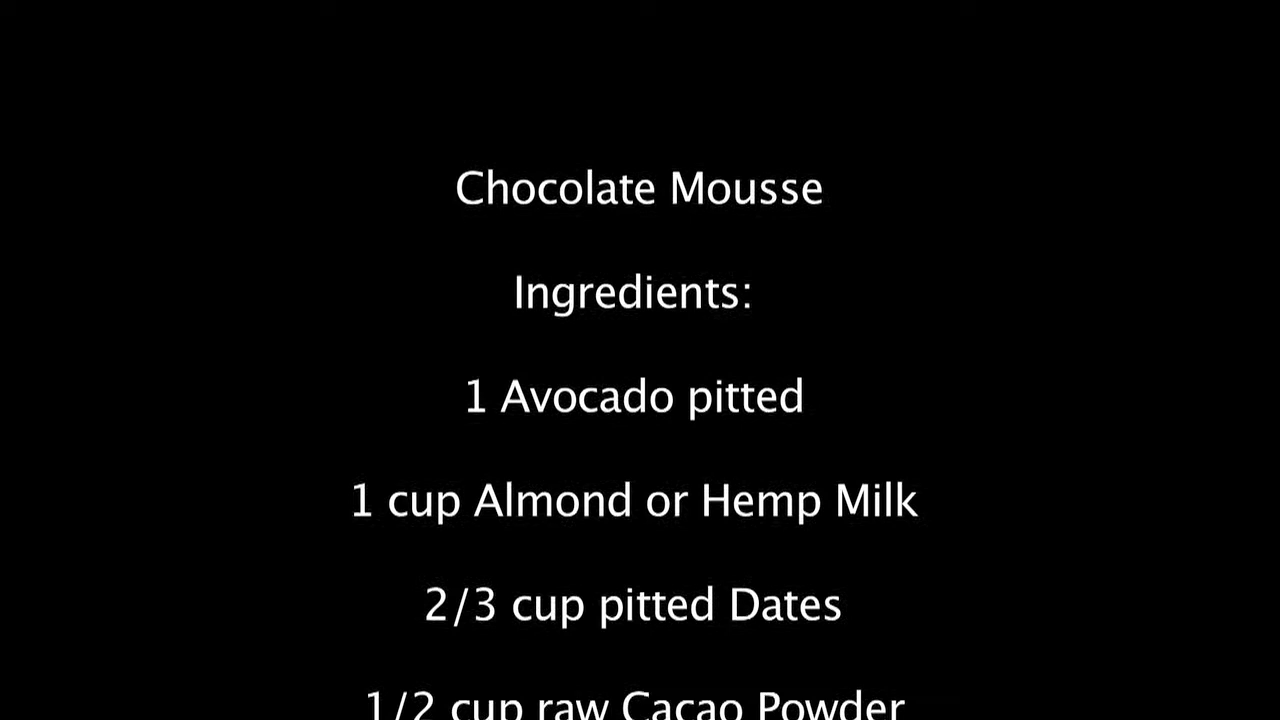 Chocolate Mousse
Ingredients:
1 Avocado pitted
1 cup Almond or Hemp Milk
2/3 cup pitted Dates
1/2 cup raw Cacao Powder